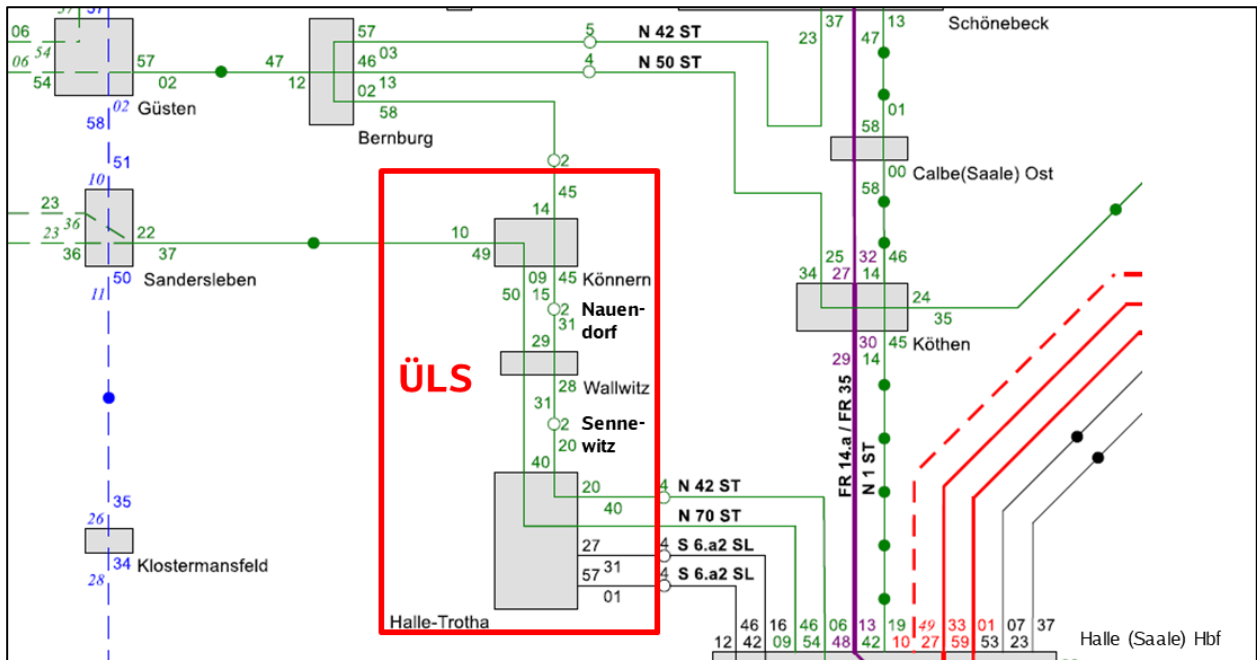 57 37 37 13
Schönebeck
06 54 57 03 5 N 42 ST 23 47
06 54 57 02 47 12 46 13 4 N 50 ST
Güsten
02 58
02 58
Bernburg
01
58
Calbe(Saale) Ost
00
58
51
10
2
45
14
23 36 22 37 10 49
23 36
Sandersleben
Könnern
50 11
09 45
50 15
2 Nauen-
31 dorf
25 32 46
34 27 14
24
35
Köthen
30 45
29 14
29
ÜLS
Wallwitz
28
31
2 Senne-
20 witz
FR 14.a / FR 35
N 1 ST
40
20 4 N 42 ST
40
N 70 ST
27 4 S 6.a2 SL
31
57 4 S 6.a2 SL
01
Halle-Trotha
35
26
Klostermansfeld
34
28
46 16 46 06 13 19 49 33 01 07 37
12 42 09 54 48 42 10 27 59 53 23
Halle (Saale) Hbf